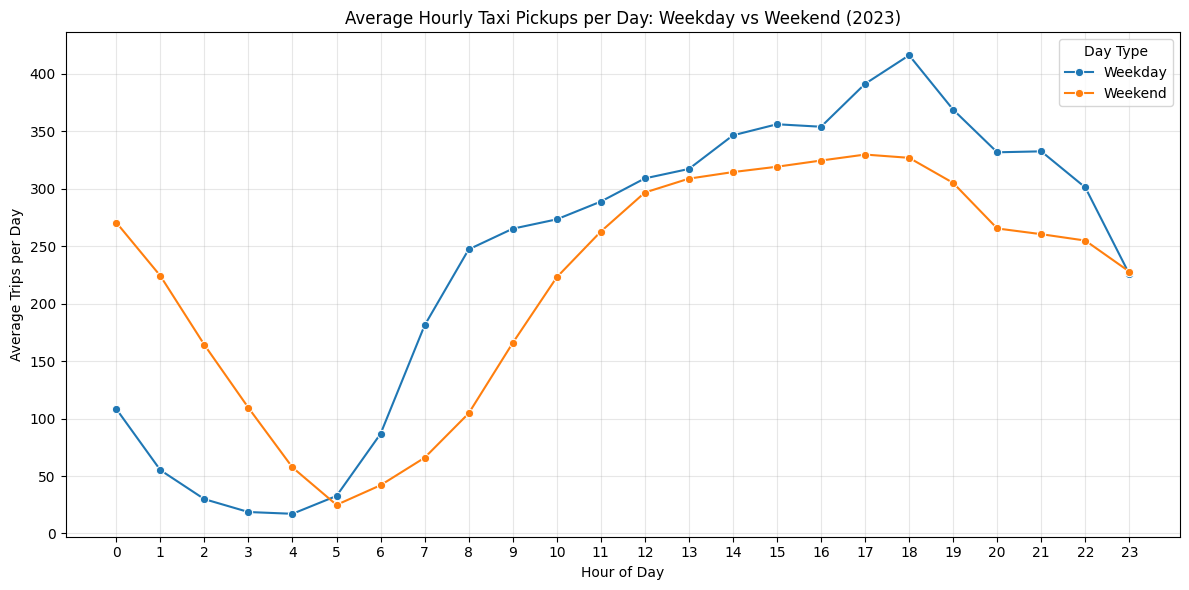 Average Hourly Taxi Pickups per Day: Weekday vs Weekend (2023)
Day Type
Weekday
Weekend
Average Trips per Day
400
350
300
250
200
150
100
50
0
0 1 2 3 4 5 6 7 8 9 10 11 12 13 14 15 16 17 18 19 20 21 22 23
Hour of Day